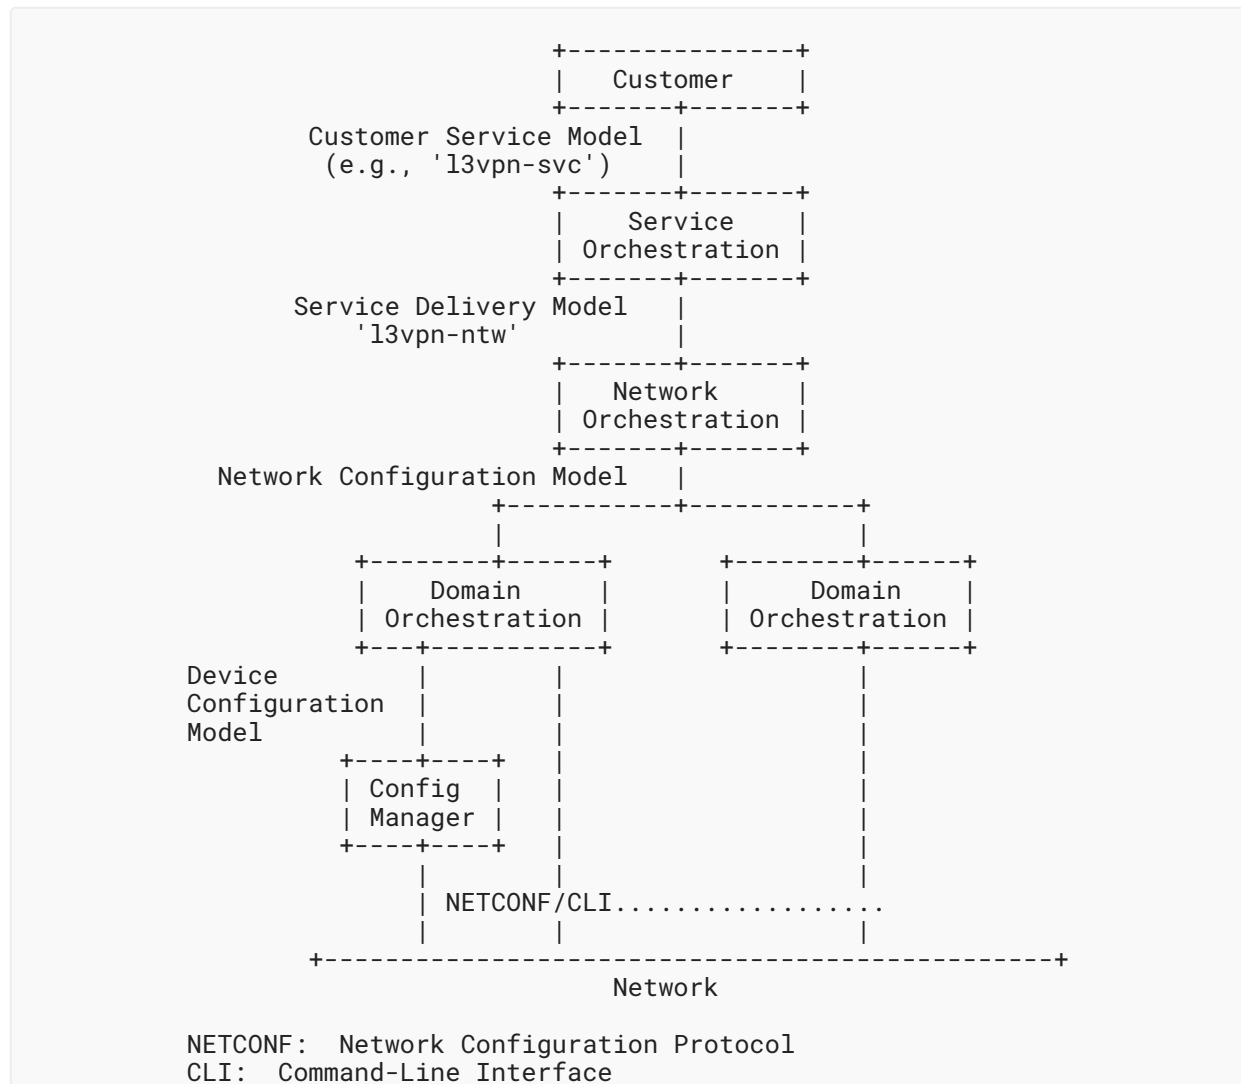 +---------------+
|   Customer    |
+-------+-------+
Customer Service Model  |
(e.g., 'l3vpn-svc')    |
+-------+-------+
|    Service    |
| Orchestration |
+-------+-------+
Service Delivery Model   |
'l3vpn-ntw'          |
+-------+-------+
|   Network     |
| Orchestration |
+-------+-------+
Network Configuration Model   |
+-----------+-----------+
|                       |
+--------+------+       +--------+------+
|    Domain     |       |     Domain    |
| Orchestration |       | Orchestration |
+---+-----------+       +--------+------+
Device         |        |                   |
Configuration  |        |                   |
Model          |        |                   |
+----+----+   |                   |
| Config  |   |                   |
| Manager |   |                   |
+----+----+   |                   |
|        |                   |
| NETCONF/CLI..................
|        |                   |
+------------------------------------------------+
Network
NETCONF:  Network Configuration Protocol
CLI:  Command-Line Interface